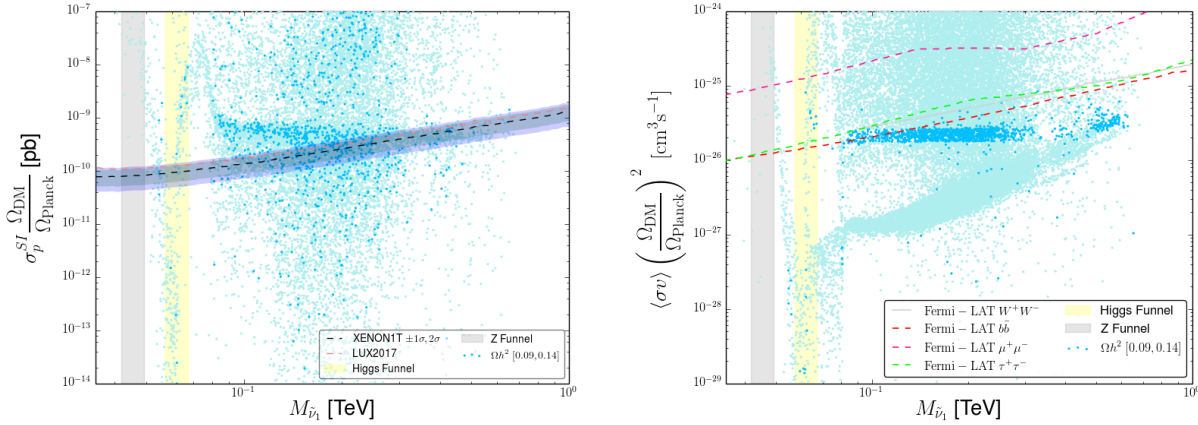 10⁻⁷
10⁻⁸
10⁻⁹
10⁻¹⁰
10⁻¹¹
10⁻¹²
10⁻¹³
10⁻¹⁴
σ_p^{SI} Ω_DM/Ω_Planck [pb]
XENON1T ±1σ,2σ
LUX2017
Higgs Funnel
Z Funnel
Ωh² [0.09, 0.14]
10⁻¹ 10⁰
M_{ν̃₁} [TeV]
10⁻²⁴
10⁻²⁵
10⁻²⁶
10⁻²⁷
10⁻²⁸
10⁻²⁹
⟨σv⟩ (Ω_DM/Ω_Planck)² [cm³s⁻¹]
Fermi − LAT W⁺W⁻
Fermi − LAT bb̄
Fermi − LAT μ⁺μ⁻
Fermi − LAT τ⁺τ⁻
Higgs Funnel
Z Funnel
Ωh² [0.09, 0.14]
10⁻¹ 10⁰
M_{ν̃₁} [TeV]